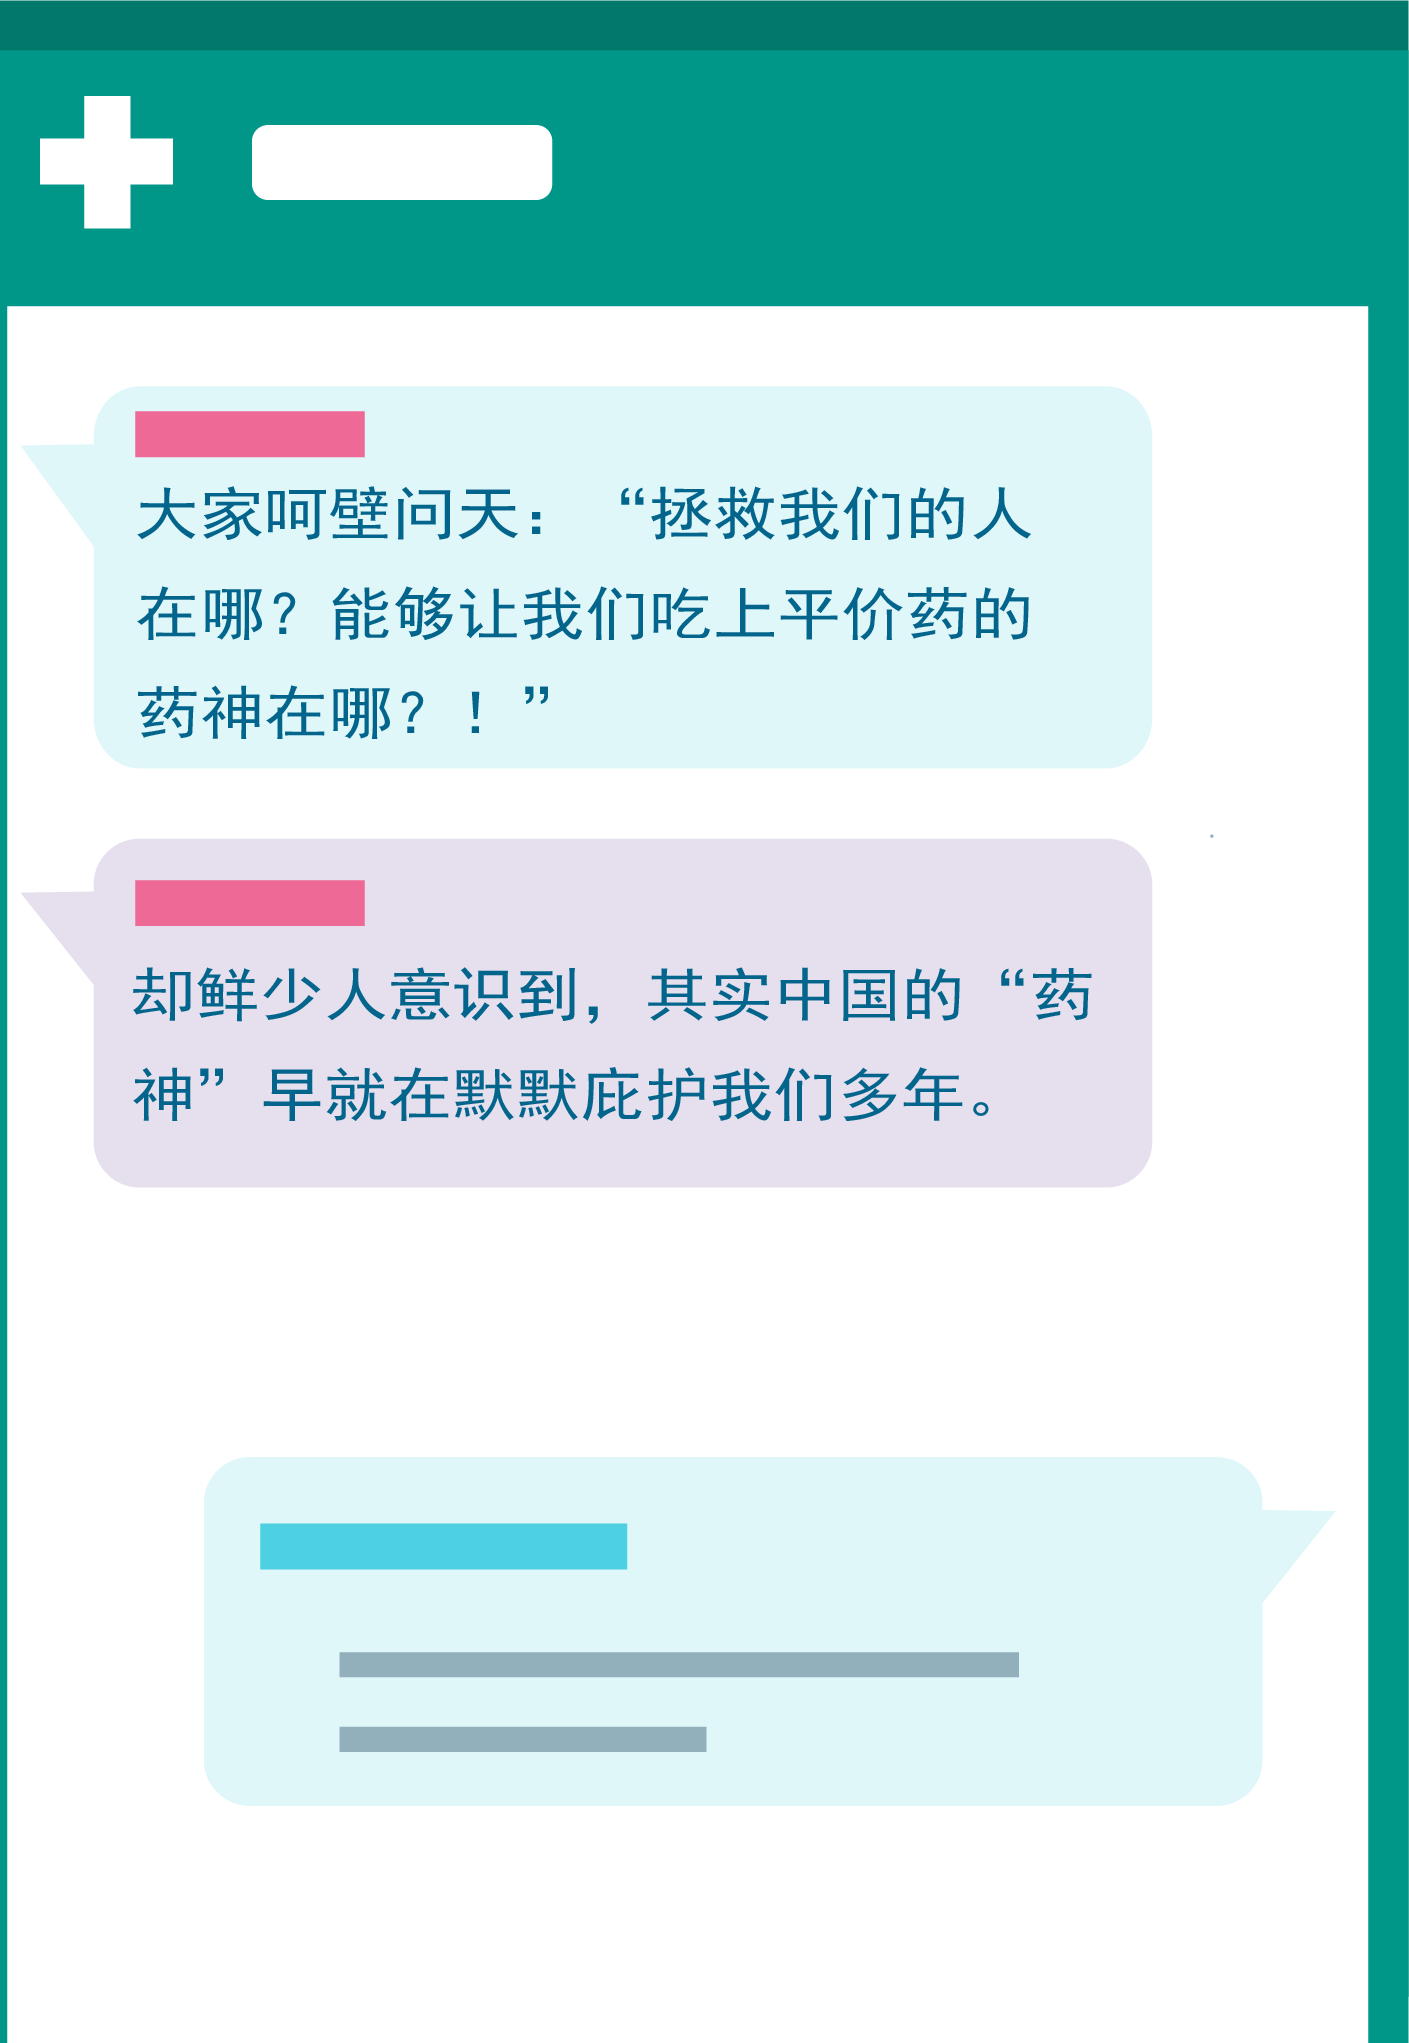 大家呵壁问天：“拯救我们的人
在哪？能够让我们吃上平价药的
药神在哪？！”
却鲜少人意识到，其实中国的“药
神”早就在默默庇护我们多年。